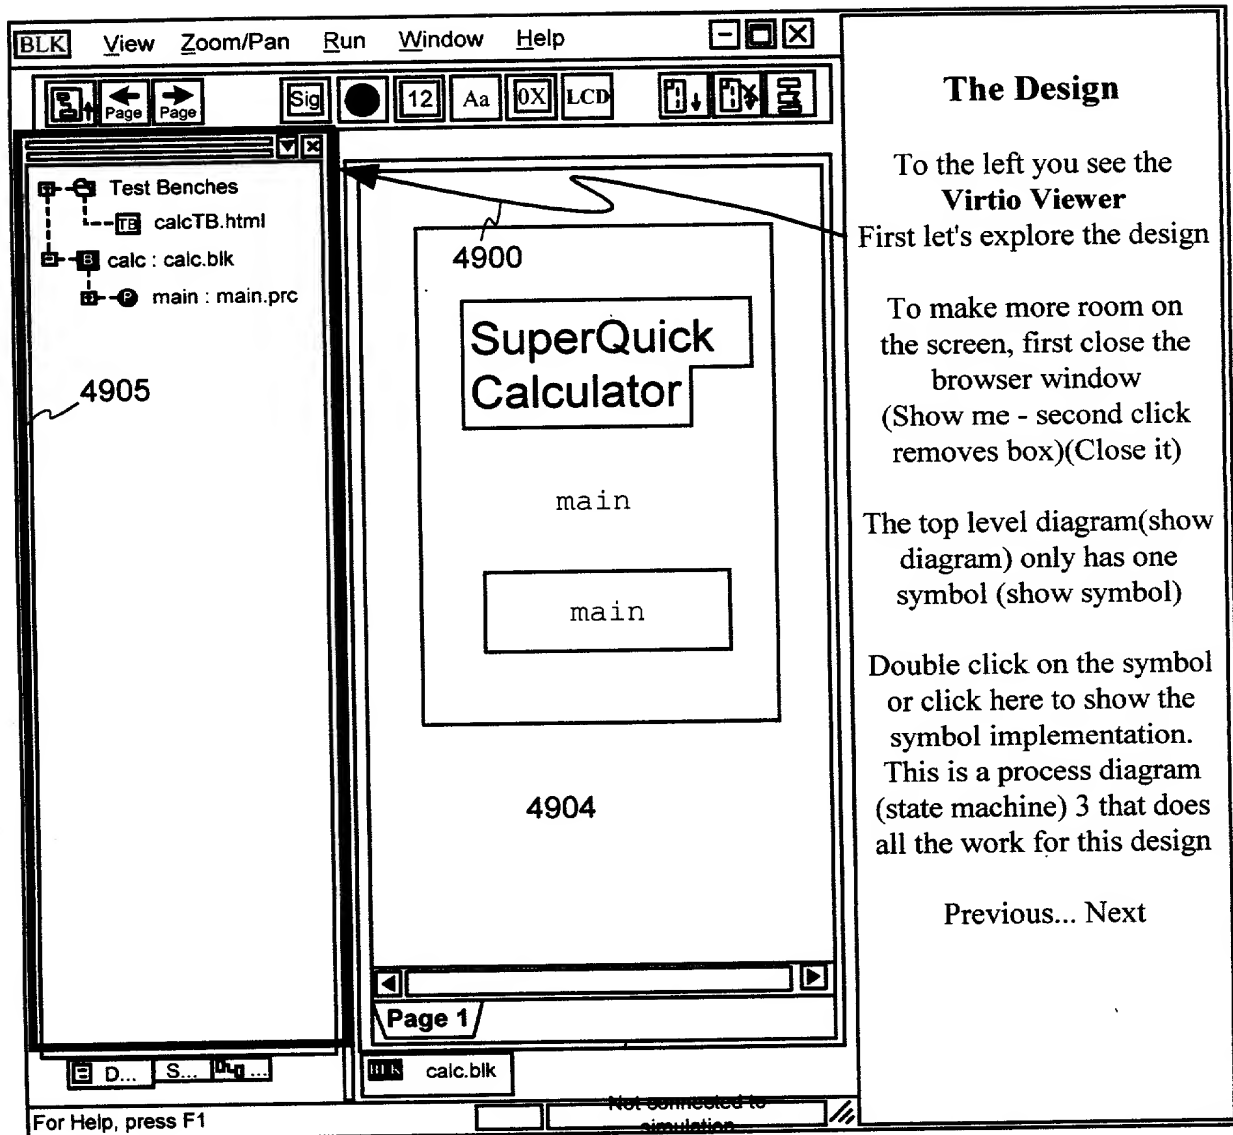 BLK View Zoom/Pan Run Window Help
Page Page Sig 12 Aa 0X LCD
Test Benches
TB calcTB.html
B calc : calc.blk
P main : main.prc
4905
4900
SuperQuick
Calculator
main
main
4904
Page 1
D... S... ...
BLK calc.blk
For Help, press F1
Not connected to
simulation
The Design
To the left you see the
Virtio Viewer
First let's explore the design
To make more room on
the screen, first close the
browser window
(Show me - second click
removes box)(Close it)
The top level diagram(show
diagram) only has one
symbol (show symbol)
Double click on the symbol
or click here to show the
symbol implementation.
This is a process diagram
(state machine) 3 that does
all the work for this design
Previous... Next